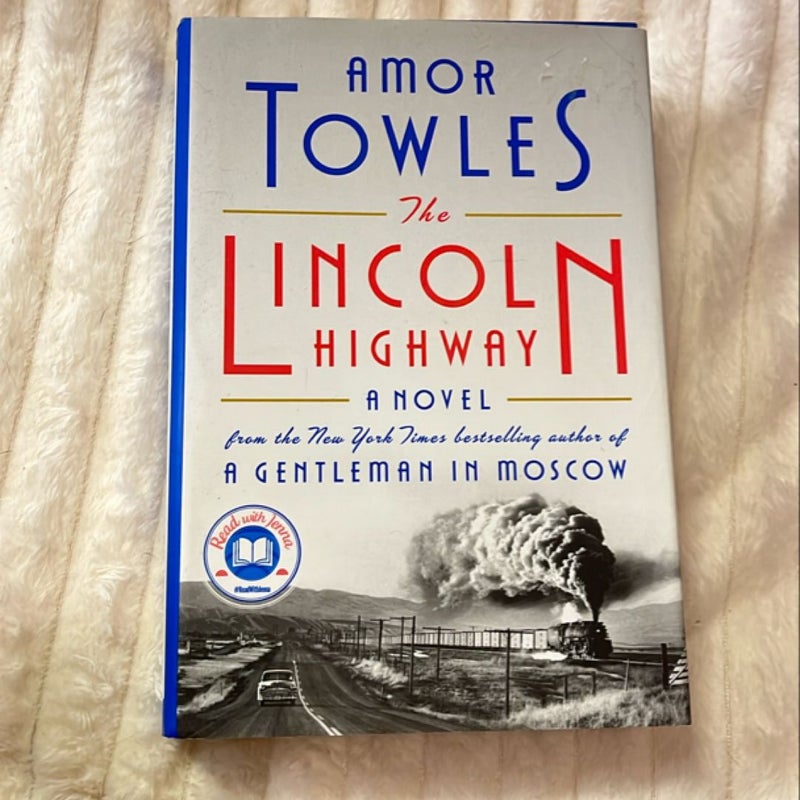 AMOR
TOWLES
The
LINCOLN
HIGHWAY
A NOVEL
from the New York Times bestselling author of
A GENTLEMAN IN MOSCOW
Read with Jenna
#ReadWithJenna